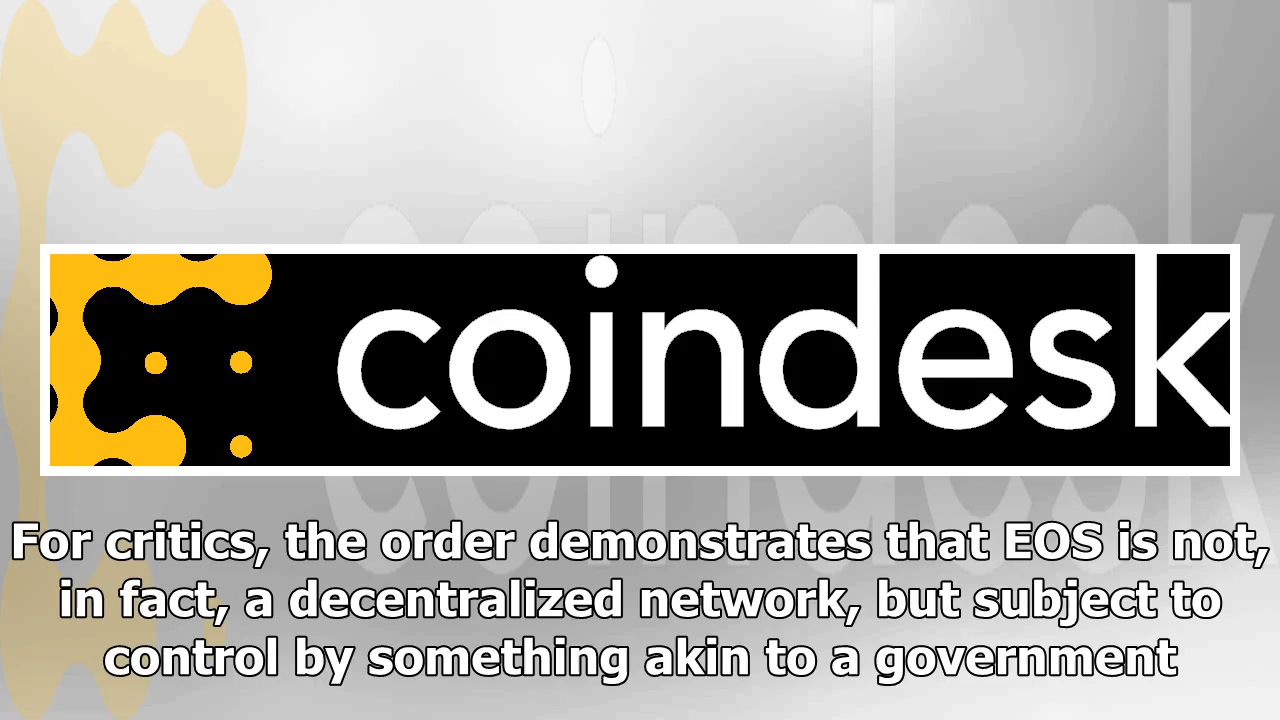 coindesk
For critics, the order demonstrates that EOS is not,
in fact, a decentralized network, but subject to
control by something akin to a government